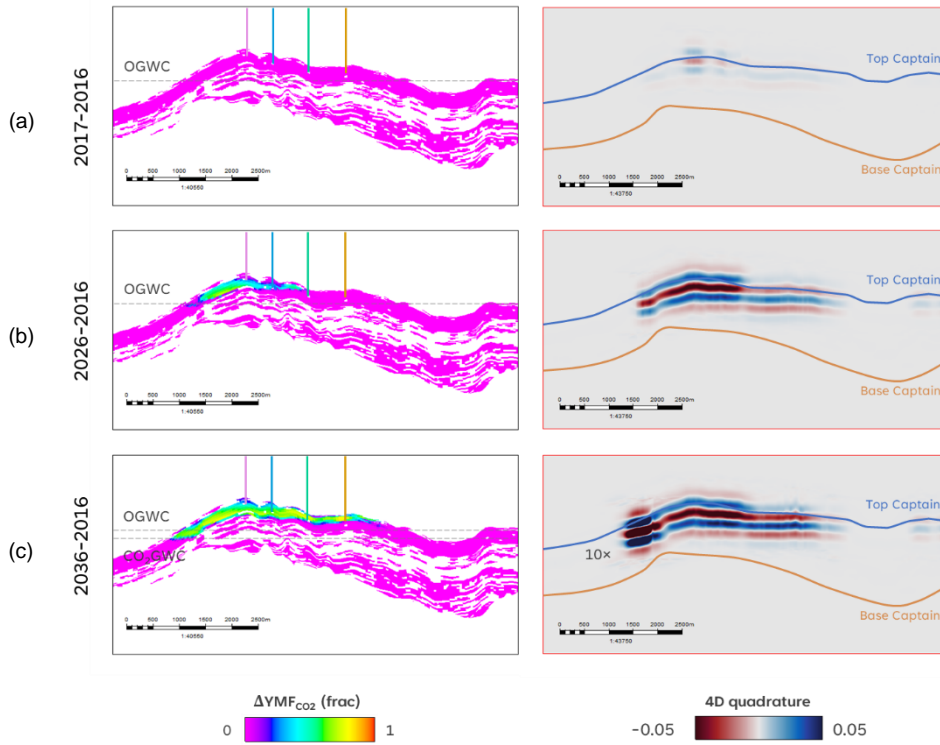 (a)
2017–2016
OGWC
0 500 1000 1500 2000 2500m
1:40550
Top Captain
Base Captain
0 500 1000 1500 2000 2500m
1:43750
(b)
2026–2016
OGWC
0 500 1000 1500 2000 2500m
1:40550
Top Captain
Base Captain
0 500 1000 1500 2000 2500m
1:43750
(c)
2036–2016
OGWC
CO₂GWC
0 500 1000 1500 2000 2500m
1:40550
Top Captain
10×
Base Captain
0 500 1000 1500 2000 2500m
1:43750
ΔYMF_CO2 (frac)
0 1
4D quadrature
-0.05 0.05